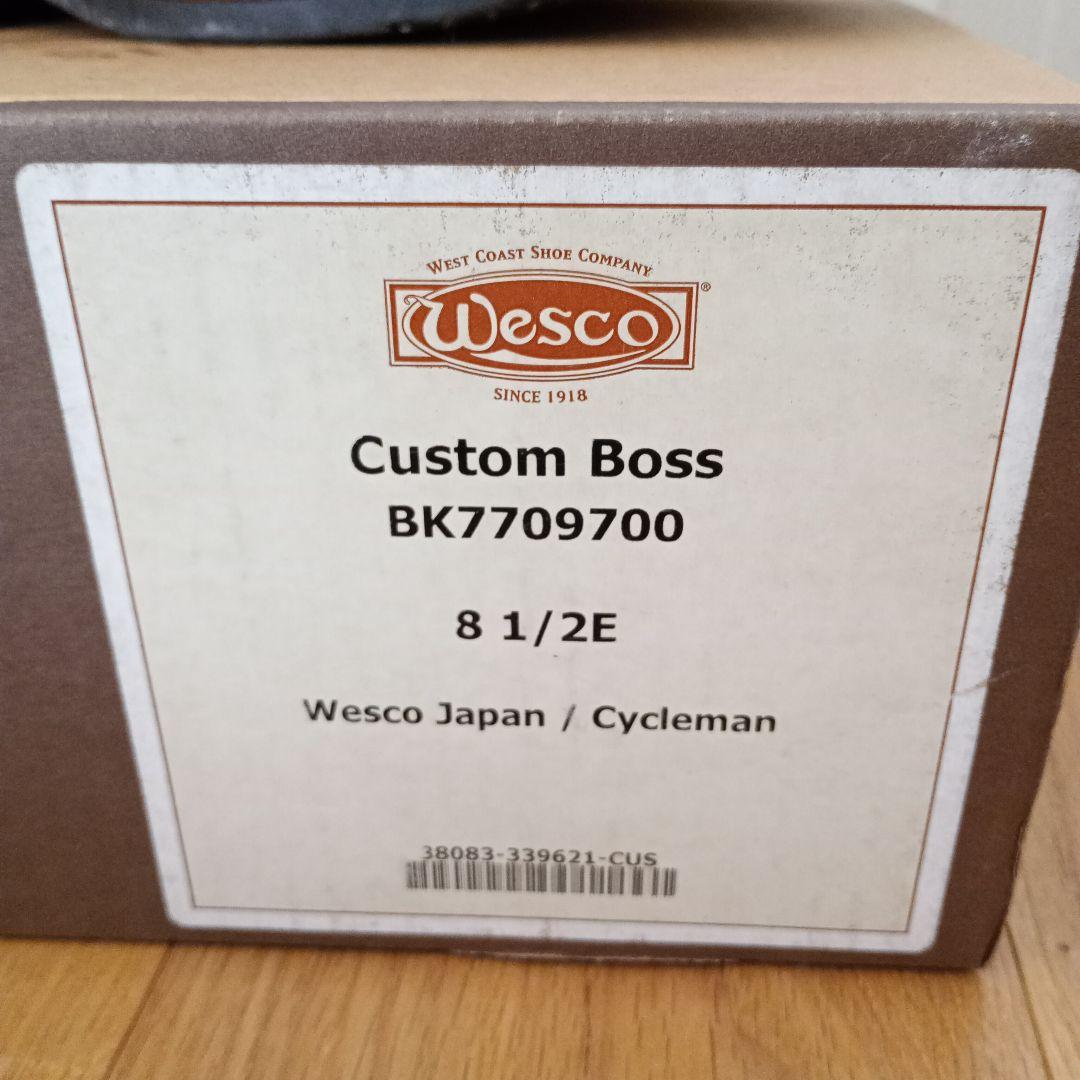 West Coast Shoe Company
Wesco®
Since 1918
Custom Boss
BK7709700
8 1/2E
Wesco Japan / Cycleman
38083-339621-CUS